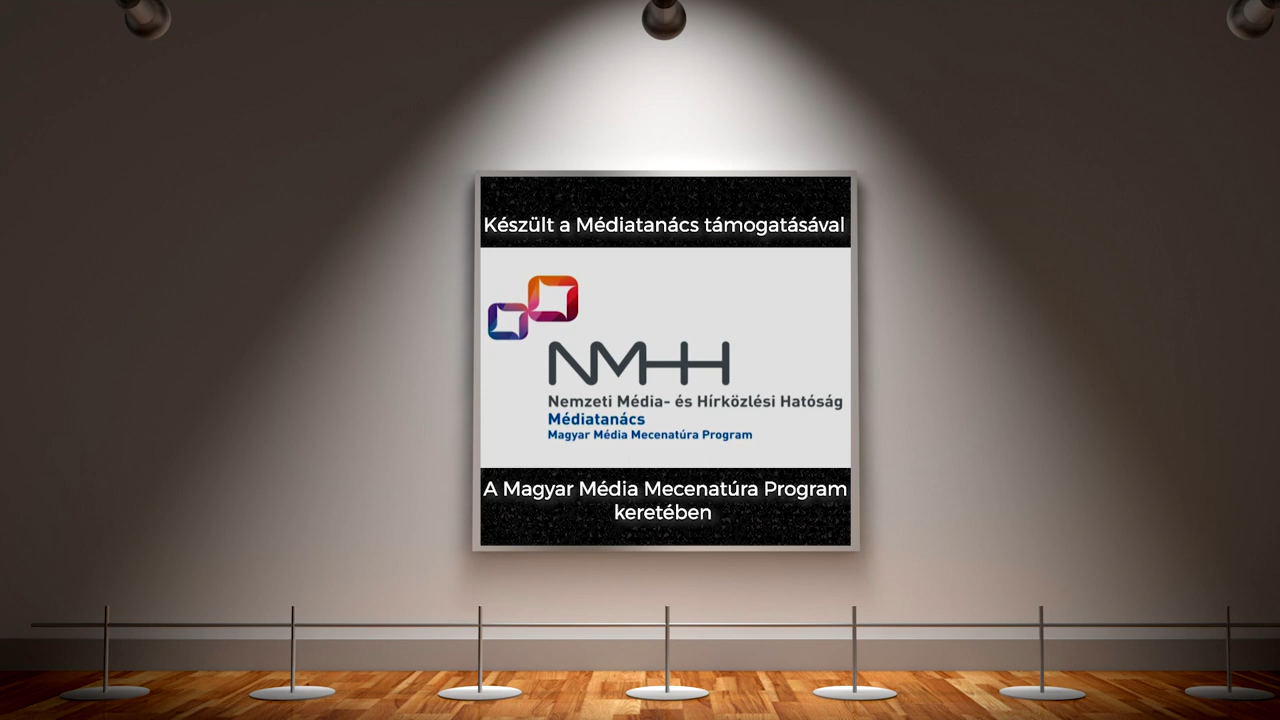 Készült a Médiatanács támogatásával
NMHH
Nemzeti Média- és Hírközlési Hatóság
Médiatanács
Magyar Média Mecenatúra Program
A Magyar Média Mecenatúra Program
keretében